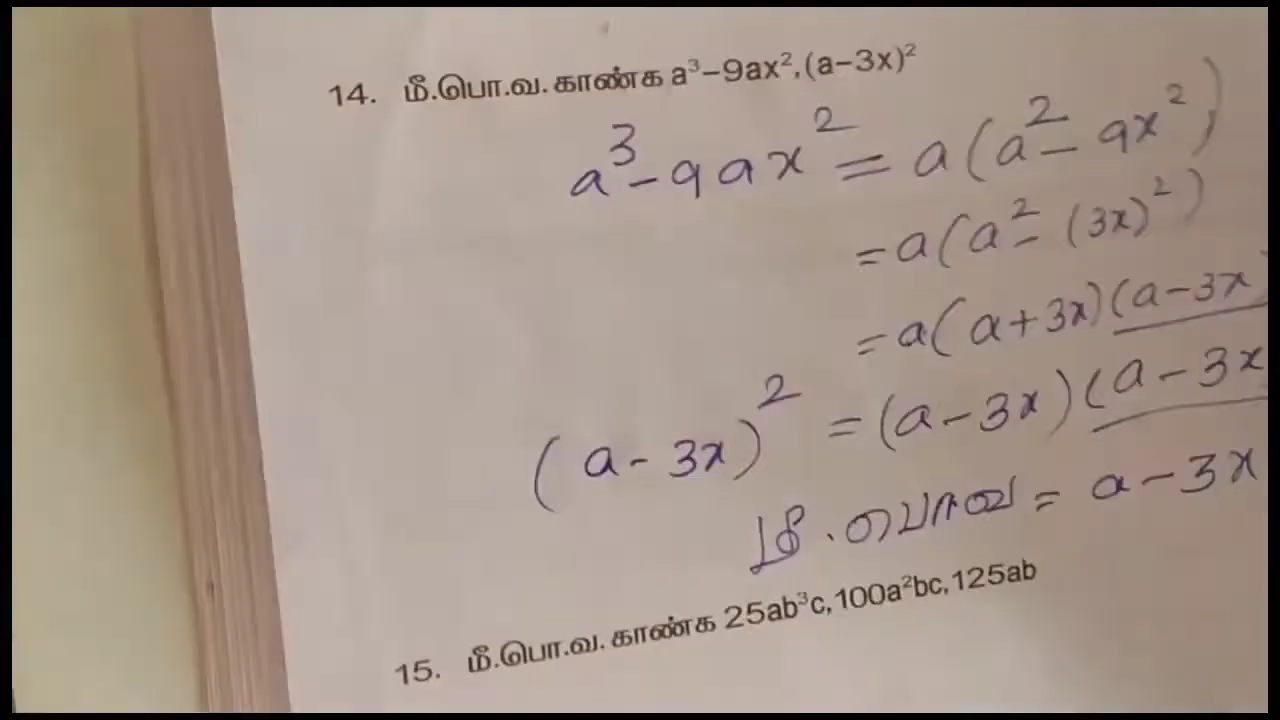 14. மீ.பொ.வ. காண்க a³−9ax², (a−3x)²
a³ − 9ax² = a(a² − 9x²)
= a(a² − (3x)²)
= a(a+3x)(a−3x)
(a − 3x)² = (a − 3x)(a − 3x
மீ.பொவ = a − 3x
15. மீ.பொ.வ. காண்க 25ab³c, 100a²bc, 125ab